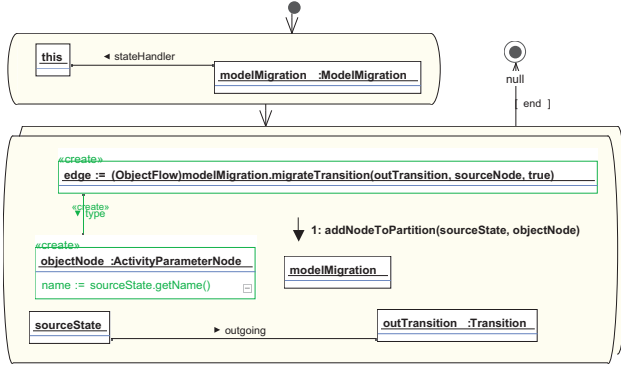 this
◄ stateHandler
modelMigration :ModelMigration
null
[ end ]
«create»
edge := (ObjectFlow)modelMigration.migrateTransition(outTransition, sourceNode, true)
«create»
▼ type
1: addNodeToPartition(sourceState, objectNode)
«create»
objectNode :ActivityParameterNode
name := sourceState.getName()
modelMigration
sourceState
► outgoing
outTransition :Transition